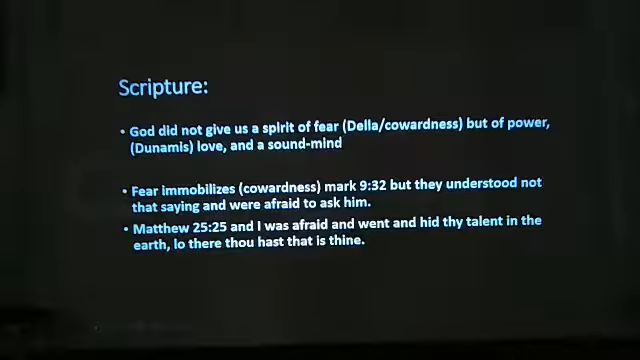 Scripture:
• God did not give us a spirit of fear (Della/cowardness) but of power,
(Dunamis) love, and a sound-mind
• Fear immobilizes (cowardness) mark 9:32 but they understood not
that saying and were afraid to ask him.
• Matthew 25:25 and I was afraid and went and hid thy talent in the
earth, lo there thou hast that is thine.